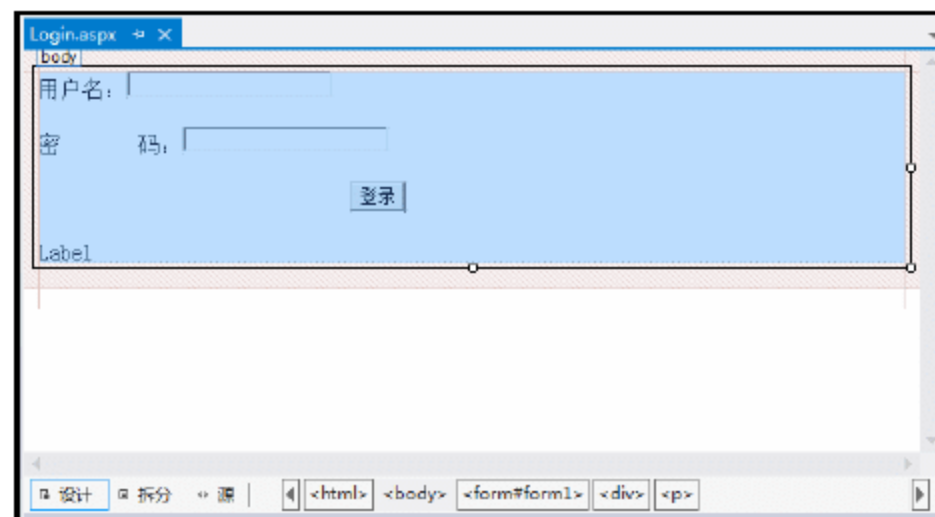 Login.aspx
body
用户名：
密 码：
登录
Label
设计 拆分 源 <html> <body> <form#form1> <div> <p>